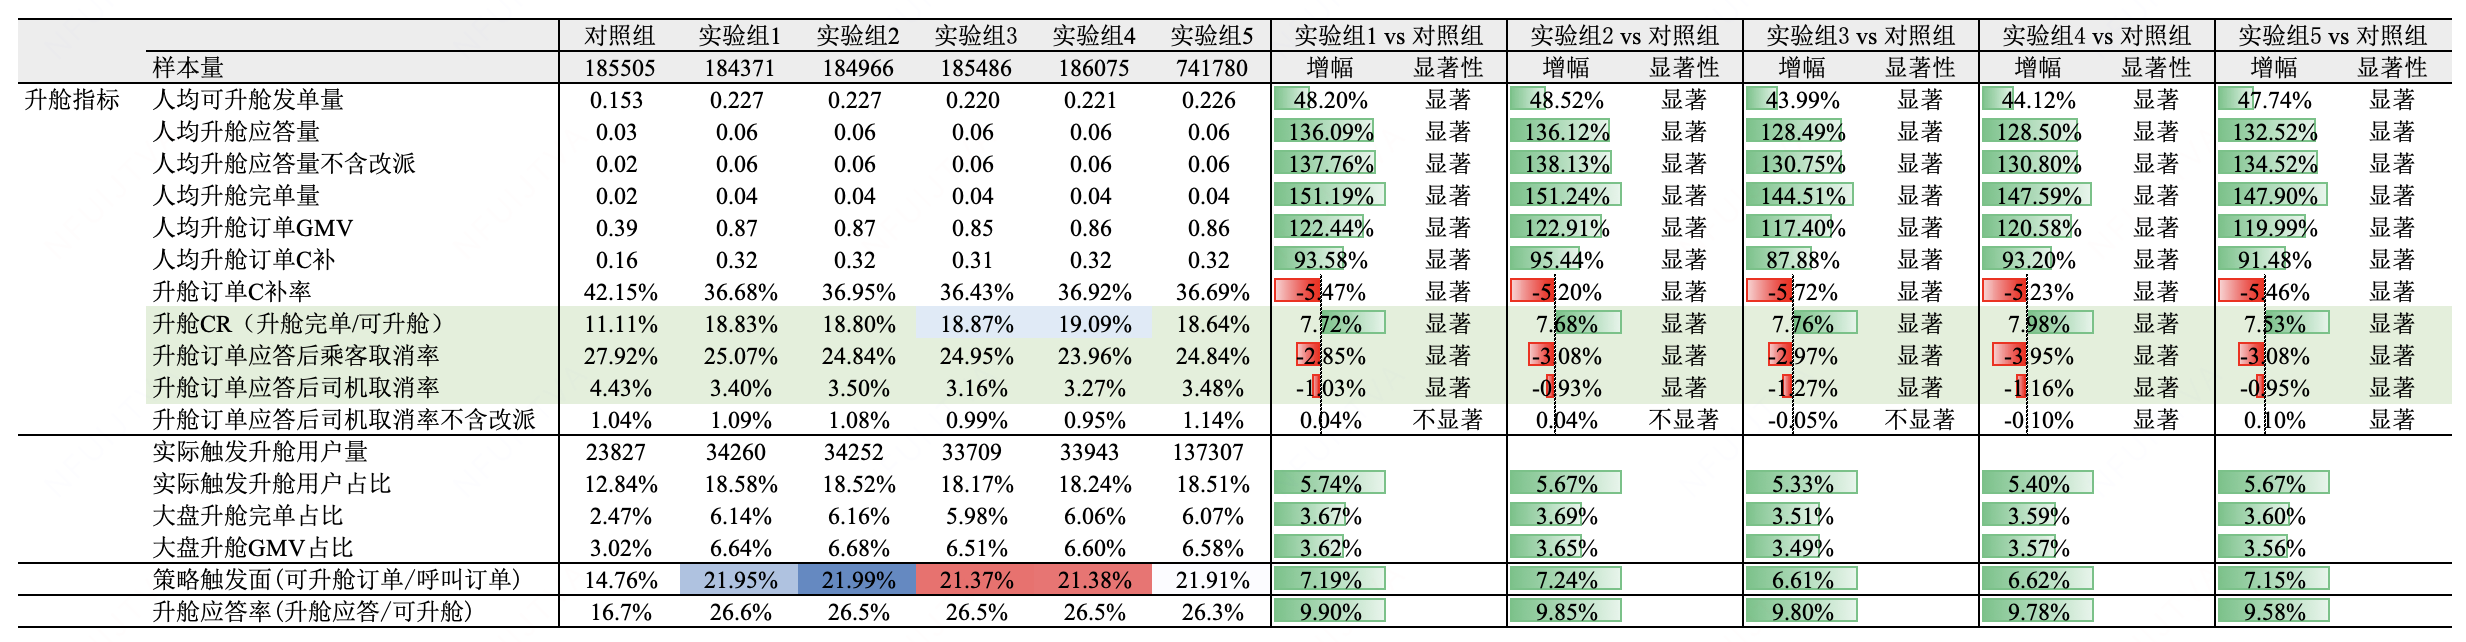 对照组 实验组1 实验组2 实验组3 实验组4 实验组5 实验组1 vs 对照组 实验组2 vs 对照组 实验组3 vs 对照组 实验组4 vs 对照组 实验组5 vs 对照组
样本量 185505 184371 184966 185486 186075 741780 增幅 显著性 增幅 显著性 增幅 显著性 增幅 显著性 增幅 显著性
升舱指标 人均可升舱发单量 0.153 0.227 0.227 0.220 0.221 0.226 48.20% 显著 48.52% 显著 43.99% 显著 44.12% 显著 47.74% 显著
人均升舱应答量 0.03 0.06 0.06 0.06 0.06 0.06 136.09% 显著 136.12% 显著 128.49% 显著 128.50% 显著 132.52% 显著
人均升舱应答量不含改派 0.02 0.06 0.06 0.06 0.06 0.06 137.76% 显著 138.13% 显著 130.75% 显著 130.80% 显著 134.52% 显著
人均升舱完单量 0.02 0.04 0.04 0.04 0.04 0.04 151.19% 显著 151.24% 显著 144.51% 显著 147.59% 显著 147.90% 显著
人均升舱订单GMV 0.39 0.87 0.87 0.85 0.86 0.86 122.44% 显著 122.91% 显著 117.40% 显著 120.58% 显著 119.99% 显著
人均升舱订单C补 0.16 0.32 0.32 0.31 0.32 0.32 93.58% 显著 95.44% 显著 87.88% 显著 93.20% 显著 91.48% 显著
升舱订单C补率 42.15% 36.68% 36.95% 36.43% 36.92% 36.69% -5.47% 显著 -5.20% 显著 -5.72% 显著 -5.23% 显著 -5.46% 显著
升舱CR（升舱完单/可升舱） 11.11% 18.83% 18.80% 18.87% 19.09% 18.64% 7.72% 显著 7.68% 显著 7.76% 显著 7.98% 显著 7.53% 显著
升舱订单应答后乘客取消率 27.92% 25.07% 24.84% 24.95% 23.96% 24.84% -2.85% 显著 -3.08% 显著 -2.97% 显著 -3.95% 显著 -3.08% 显著
升舱订单应答后司机取消率 4.43% 3.40% 3.50% 3.16% 3.27% 3.48% -1.03% 显著 -0.93% 显著 -1.27% 显著 -1.16% 显著 -0.95% 显著
升舱订单应答后司机取消率不含改派 1.04% 1.09% 1.08% 0.99% 0.95% 1.14% 0.04% 不显著 0.04% 不显著 -0.05% 不显著 -0.10% 显著 0.10% 显著
实际触发升舱用户量 23827 34260 34252 33709 33943 137307
实际触发升舱用户占比 12.84% 18.58% 18.52% 18.17% 18.24% 18.51% 5.74% 5.67% 5.33% 5.40% 5.67%
大盘升舱完单占比 2.47% 6.14% 6.16% 5.98% 6.06% 6.07% 3.67% 3.69% 3.51% 3.59% 3.60%
大盘升舱GMV占比 3.02% 6.64% 6.68% 6.51% 6.60% 6.58% 3.62% 3.65% 3.49% 3.57% 3.56%
策略触发面(可升舱订单/呼叫订单) 14.76% 21.95% 21.99% 21.37% 21.38% 21.91% 7.19% 7.24% 6.61% 6.62% 7.15%
升舱应答率(升舱应答/可升舱) 16.7% 26.6% 26.5% 26.5% 26.5% 26.3% 9.90% 9.85% 9.80% 9.78% 9.58%